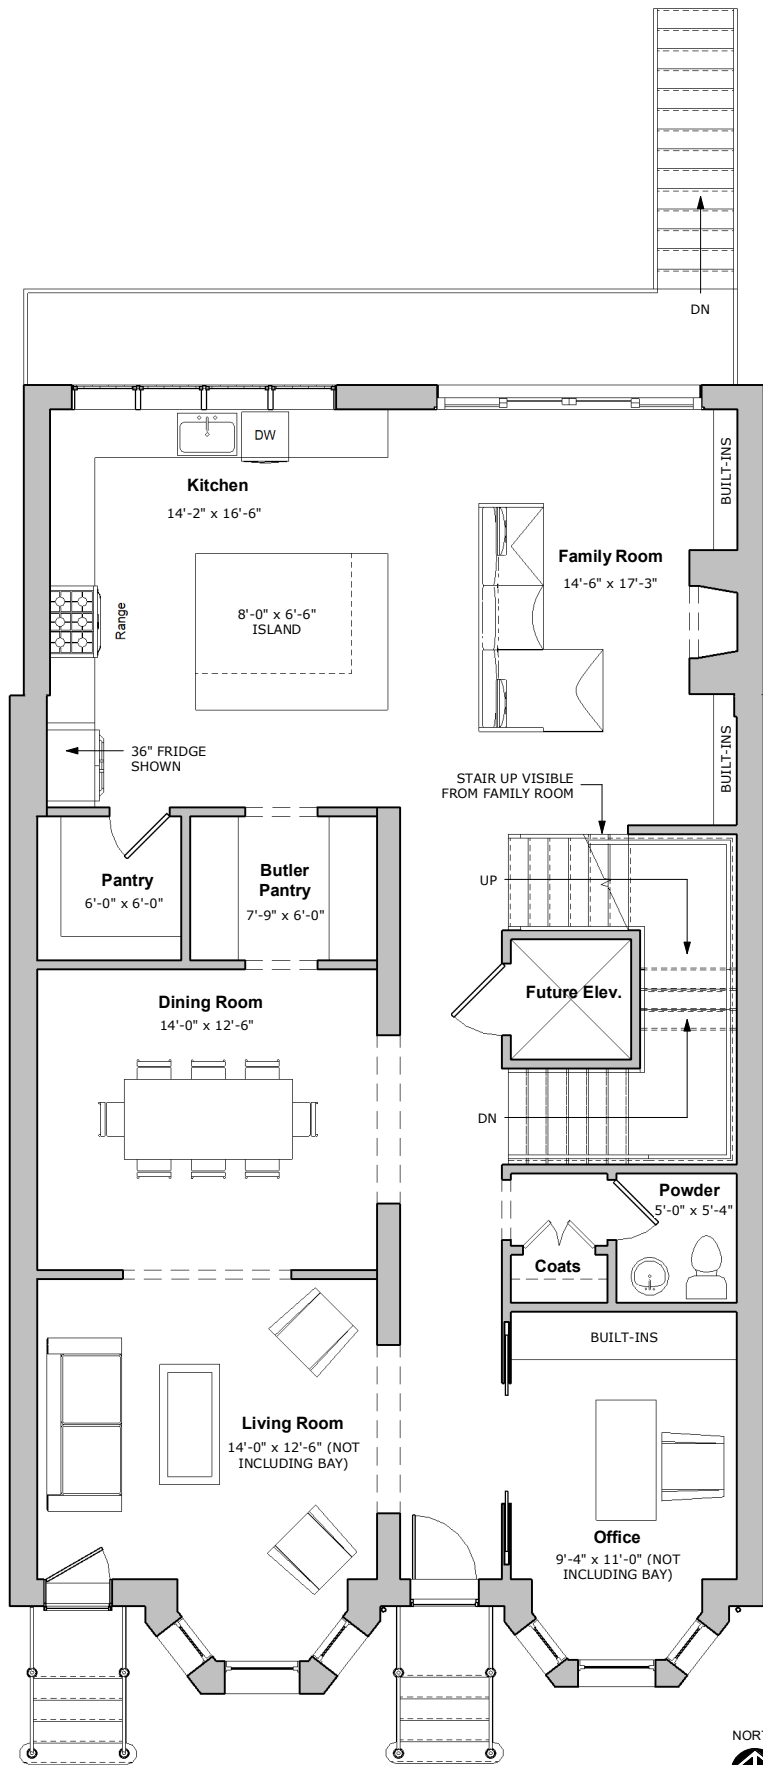 DN
DW
BUILT-INS
Kitchen
14'-2" x 16'-6"
Family Room
14'-6" x 17'-3"
Range
8'-0" x 6'-6"
ISLAND
36" FRIDGE
SHOWN
BUILT-INS
STAIR UP VISIBLE
FROM FAMILY ROOM
Pantry
6'-0" x 6'-0"
Butler
Pantry
7'-9" x 6'-0"
UP
Future Elev.
Dining Room
14'-0" x 12'-6"
DN
Powder
5'-0" x 5'-4"
Coats
BUILT-INS
Living Room
14'-0" x 12'-6" (NOT
INCLUDING BAY)
Office
9'-4" x 11'-0" (NOT
INCLUDING BAY)
NORT